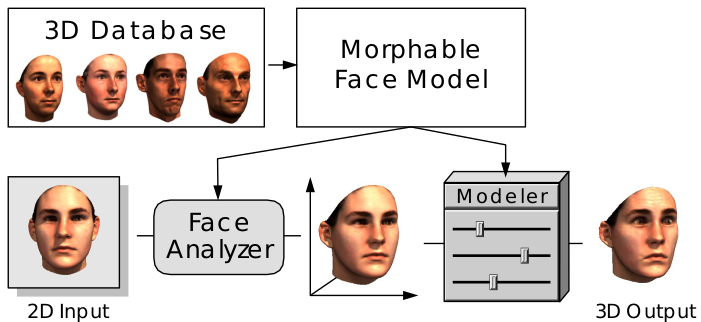 3D Database
Morphable
Face Model
Face
Analyzer
Modeler
2D Input
3D Output